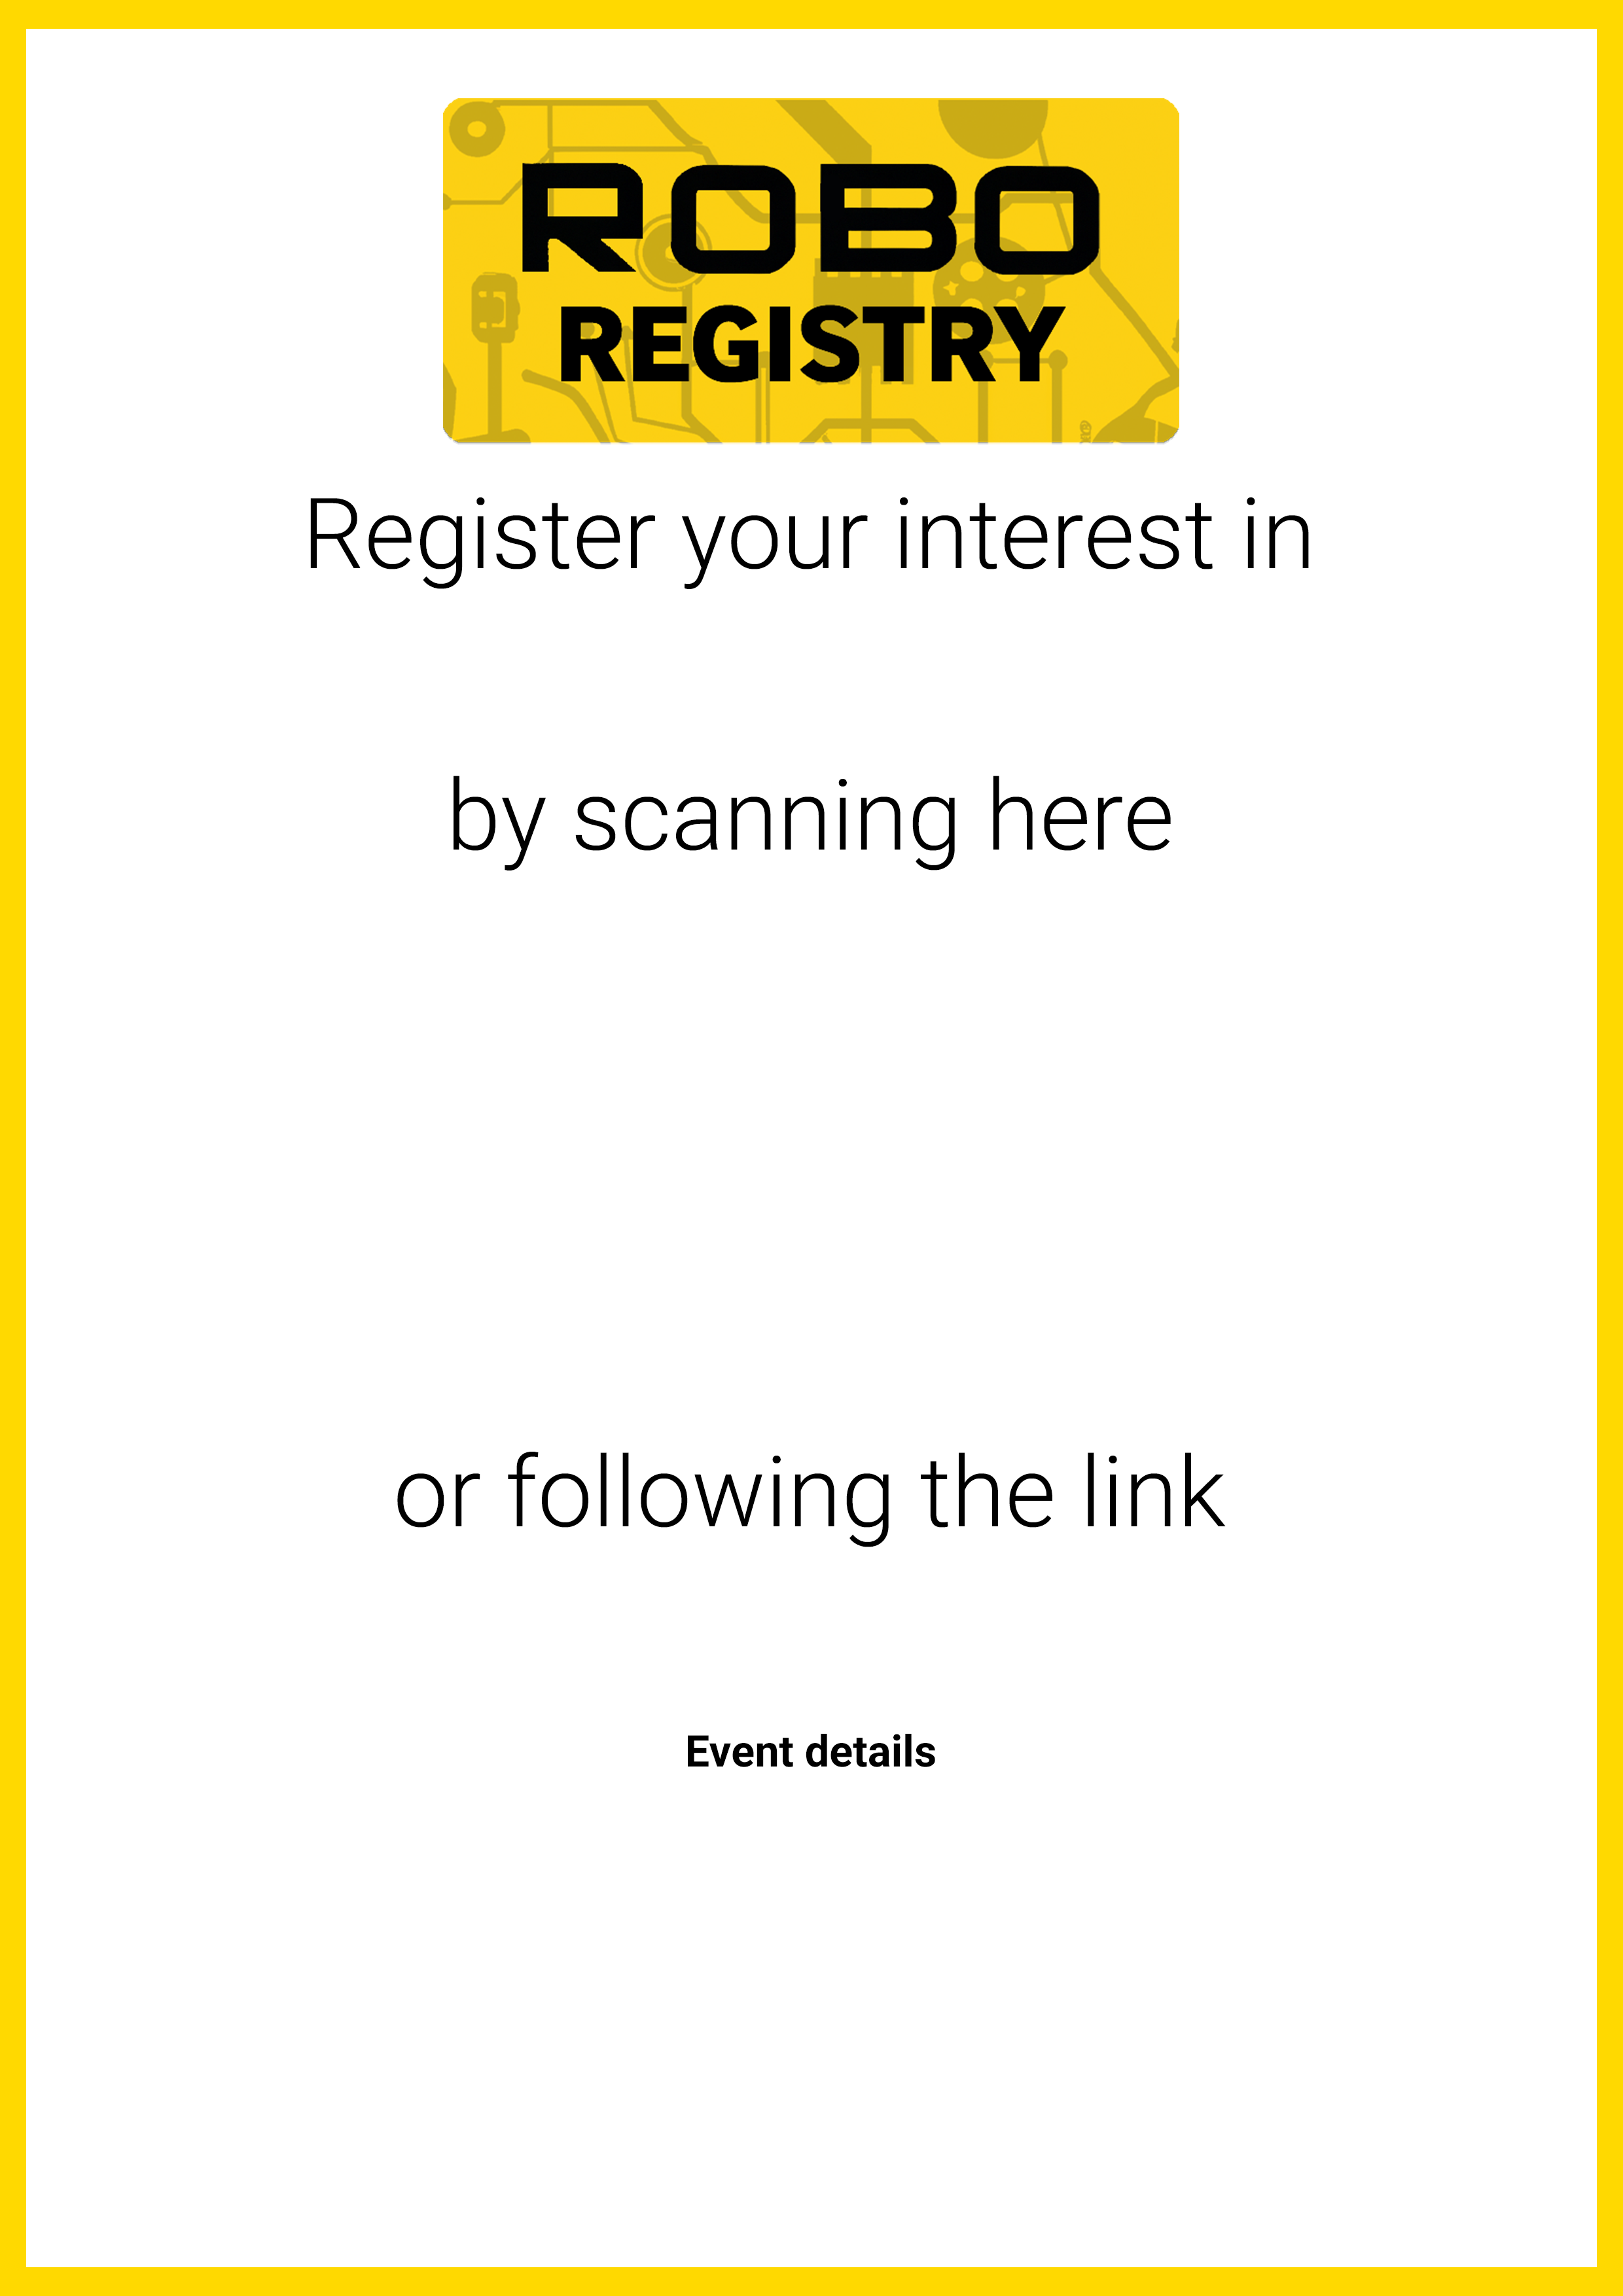 ROBO
REGISTRY
Register your interest in
by scanning here
or following the link
Event details